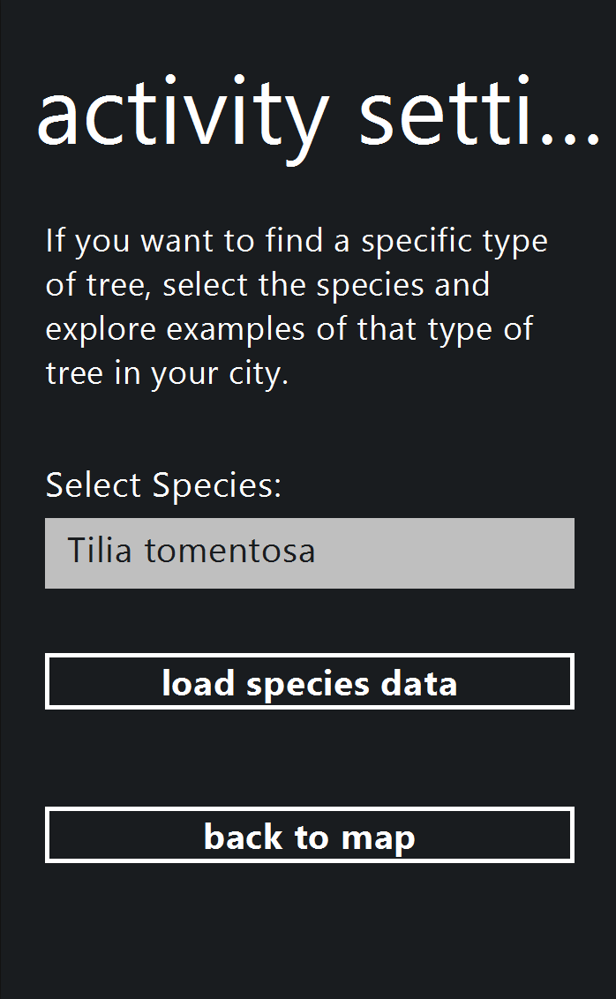 activity setti...
If you want to find a specific type
of tree, select the species and
explore examples of that type of
tree in your city.
Select Species:
Tilia tomentosa
load species data
back to map